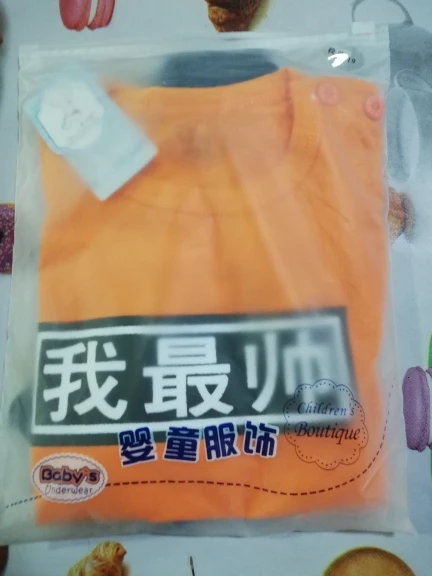 我最帅
婴童服饰
Children's
Boutique
Baby's
Underwear